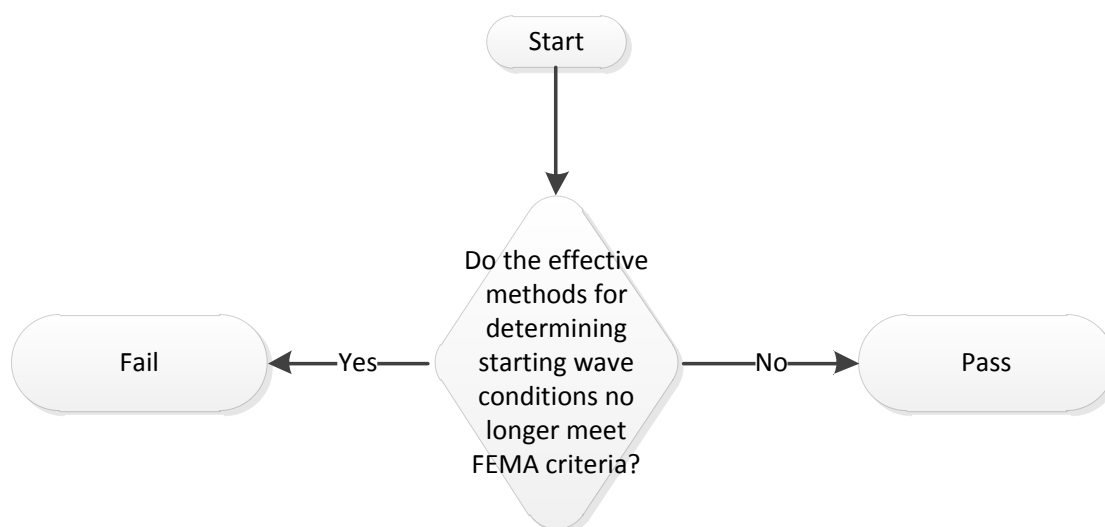 Start
Do the effective
methods for
determining
starting wave
conditions no
longer meet
FEMA criteria?
Fail
Yes
No
Pass